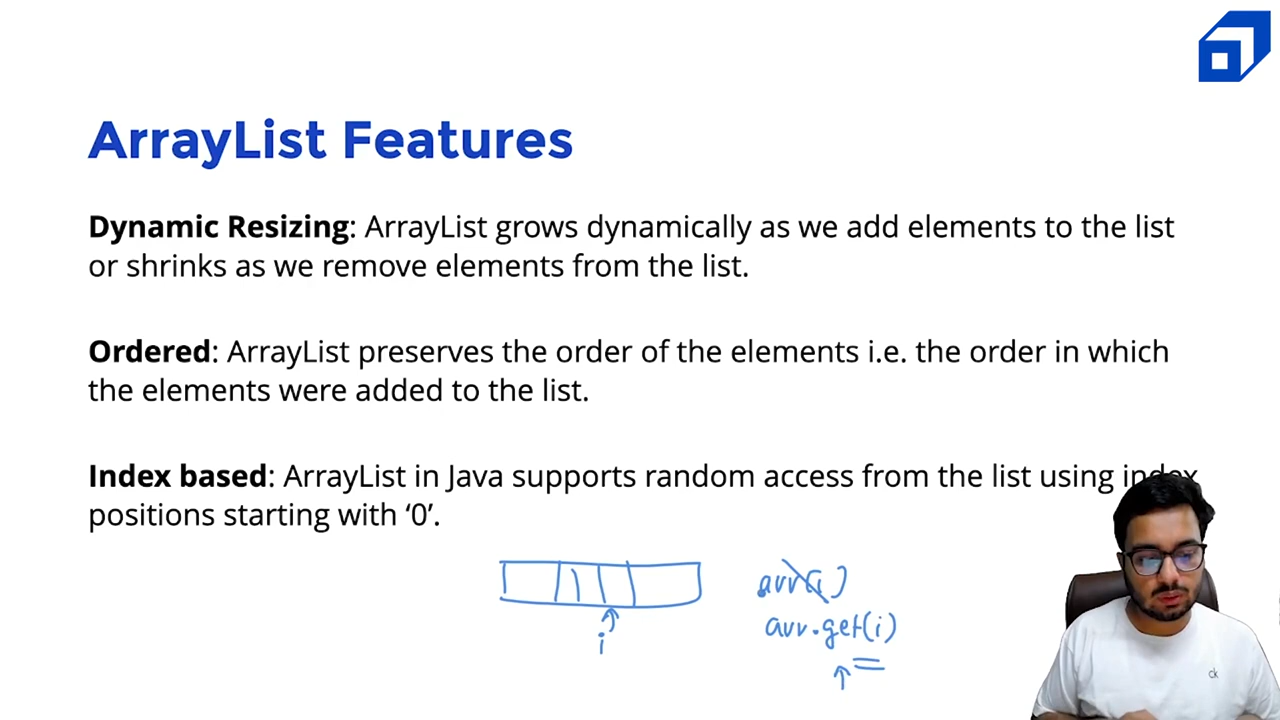 ArrayList Features
Dynamic Resizing: ArrayList grows dynamically as we add elements to the list
or shrinks as we remove elements from the list.
Ordered: ArrayList preserves the order of the elements i.e. the order in which
the elements were added to the list.
Index based: ArrayList in Java supports random access from the list using index
positions starting with ‘0’.
arr(i)
arr.get(i)
i
ck